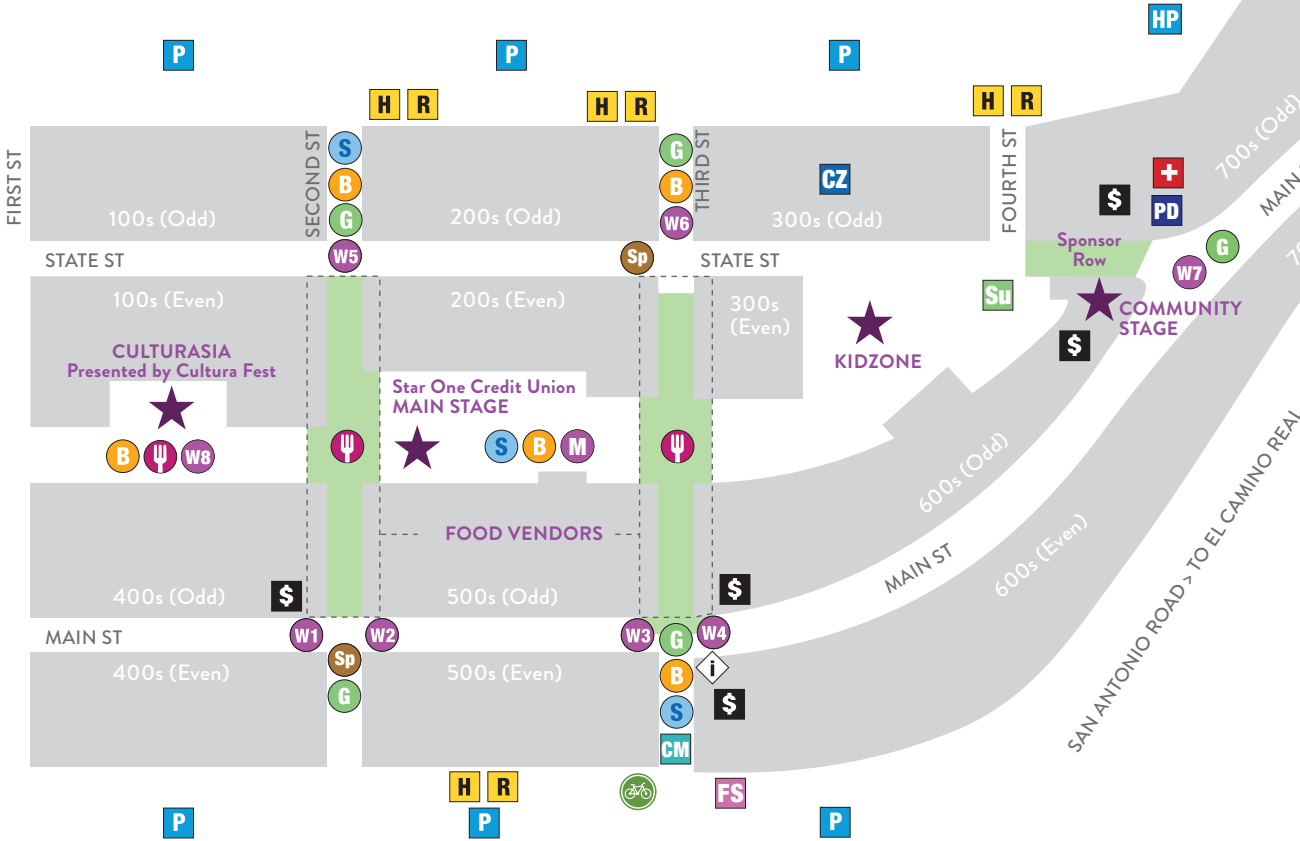 HP
P
P
P
H R
H R
H R
FIRST ST
SECOND ST
S
B
G
W5
THIRD ST
G
B
W6
Sp
FOURTH ST
CZ
$
+
PD
700s (Odd)
MAIN S
100s (Odd)
200s (Odd)
300s (Odd)
STATE ST
STATE ST
Sponsor
Row
G
W7
70
100s (Even)
200s (Even)
300s
(Even)
Su
COMMUNITY
STAGE
$
KIDZONE
CULTURASIA
Presented by Cultura Fest
Star One Credit Union
MAIN STAGE
B
W8
S
B
M
600s (Odd)
FOOD VENDORS
MAIN ST
600s (Even)
SAN ANTONIO ROAD > TO EL CAMINO REAL
400s (Odd)
$
500s (Odd)
$
MAIN ST
W1
W2
W3
G
W4
400s (Even)
Sp
G
500s (Even)
B
i
S
$
CM
H R
FS
P
P
P